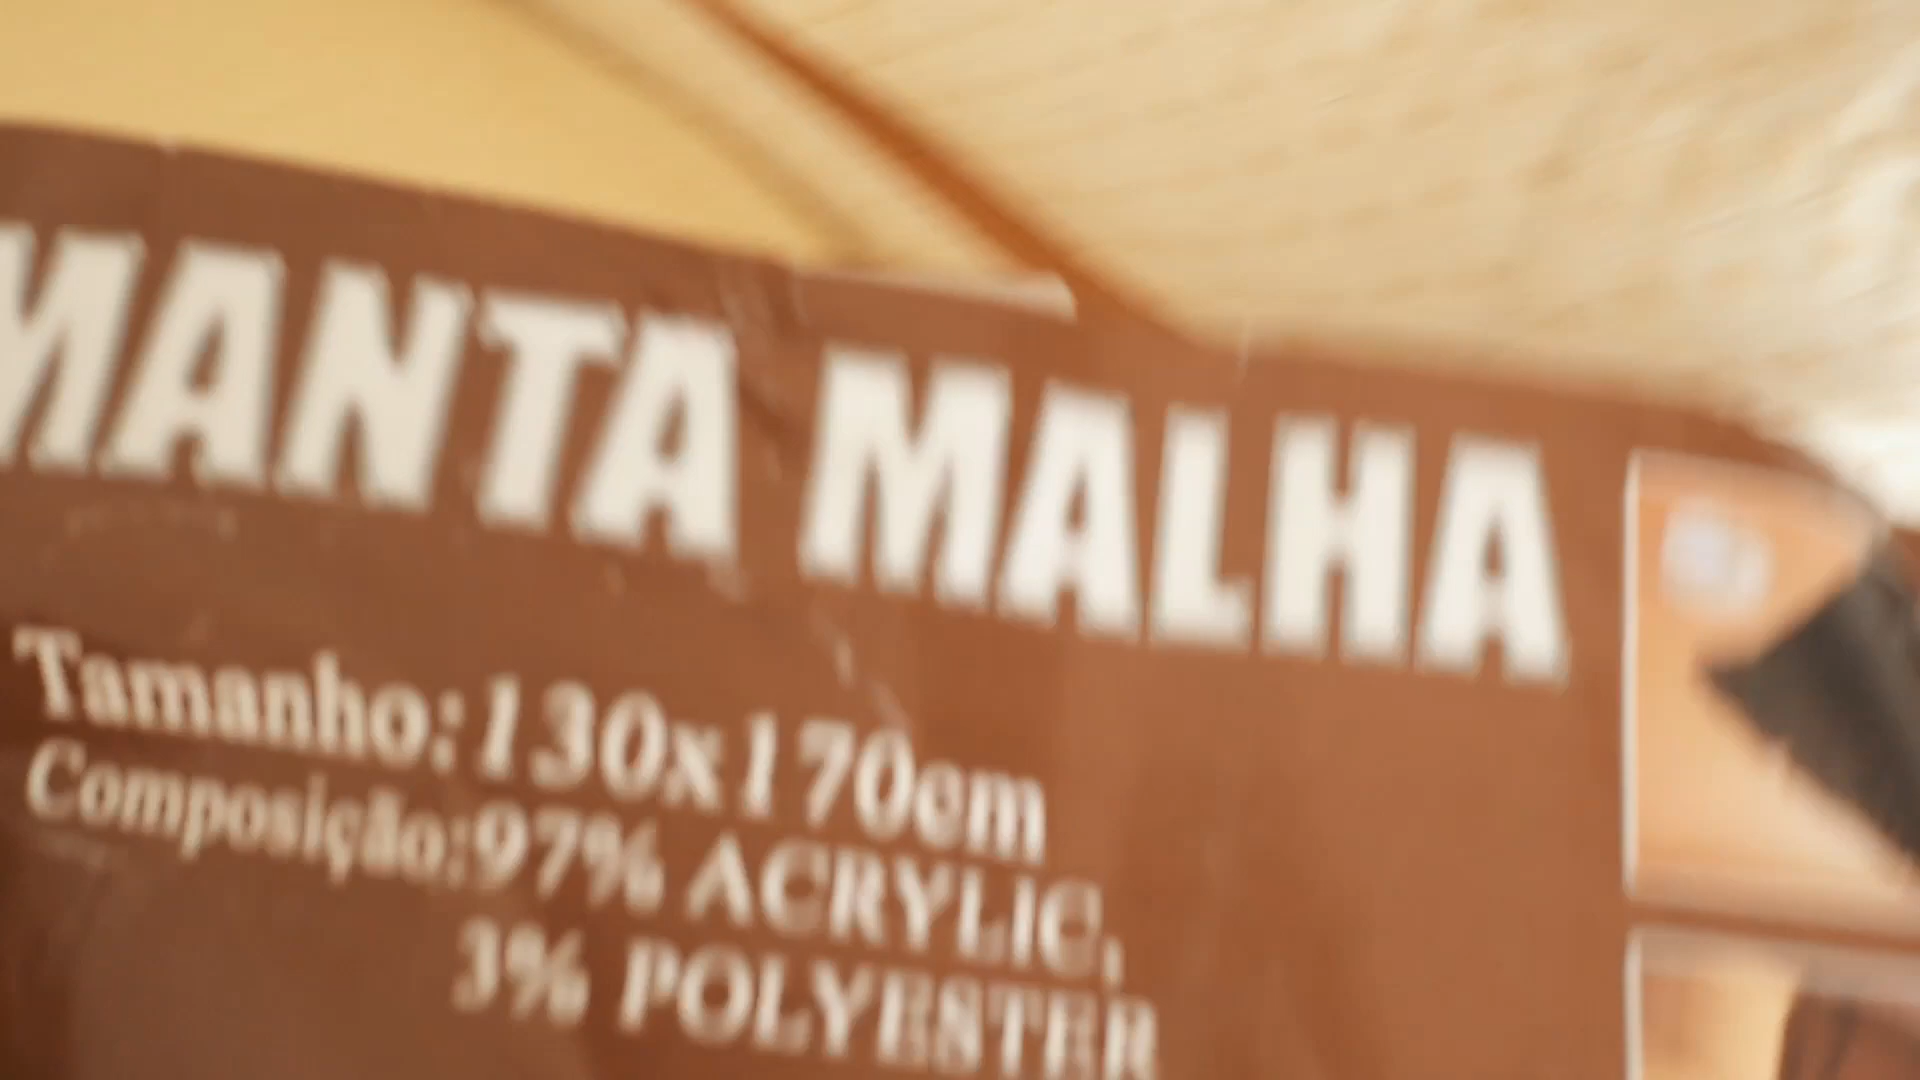 MANTA MALHA
Tamanho:130x170cm
Composição:97% ACRYLIC,
3% POLYESTER